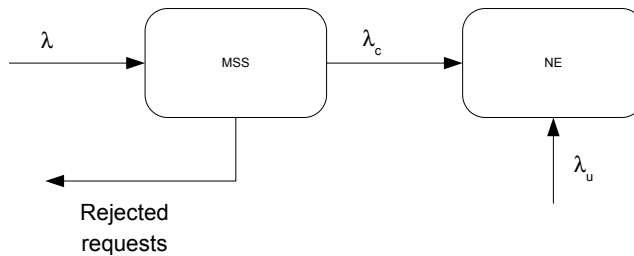 λ
MSS
λc
NE
λu
Rejected
requests